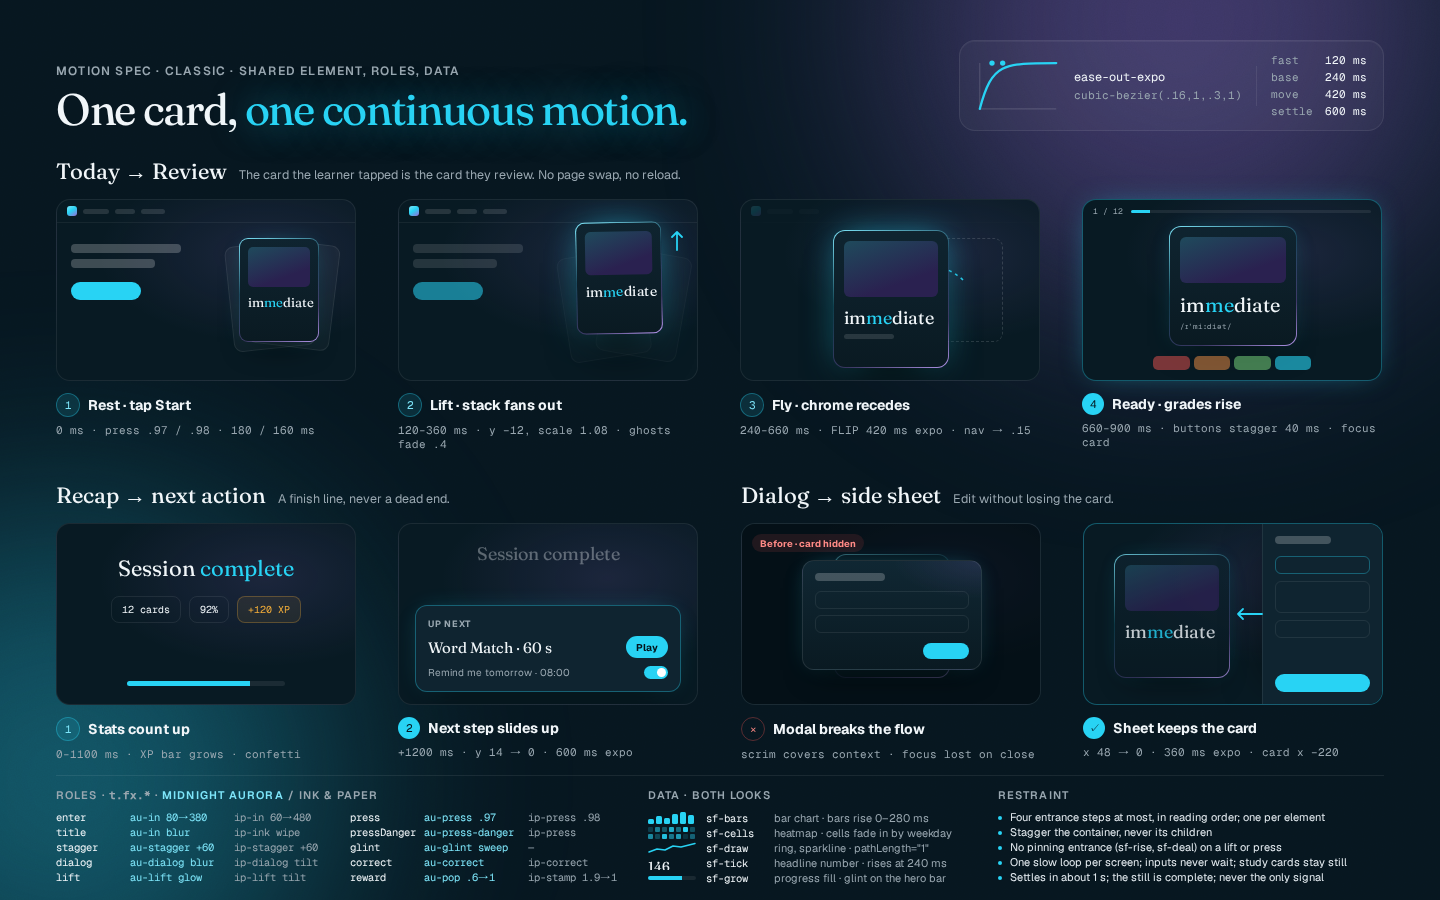 MOTION SPEC · CLASSIC · SHARED ELEMENT, ROLES, DATA
One card, one continuous motion.
ease-out-expo
cubic-bezier(.16,1,.3,1)
fast 120 ms
base 240 ms
move 420 ms
settle 600 ms
Today → Review The card the learner tapped is the card they review. No page swap, no reload.
immediate
immediate
immediate
1 / 12
immediate
/ɪˈmiːdiət/
1 Rest · tap Start
0 ms · press .97 / .98 · 180 / 160 ms
2 Lift · stack fans out
120–360 ms · y −12, scale 1.08 · ghosts
fade .4
3 Fly · chrome recedes
240–660 ms · FLIP 420 ms expo · nav → .15
4 Ready · grades rise
660–900 ms · buttons stagger 40 ms · focus
card
Recap → next action A finish line, never a dead end.
Session complete
12 cards 92% +120 XP
Session complete
UP NEXT
Word Match · 60 s Play
Remind me tomorrow · 08:00
1 Stats count up
0–1100 ms · XP bar grows · confetti
2 Next step slides up
+1200 ms · y 14 → 0 · 600 ms expo
Dialog → side sheet Edit without losing the card.
Before · card hidden
immediate
× Modal breaks the flow
scrim covers context · focus lost on close
✓ Sheet keeps the card
x 48 → 0 · 360 ms expo · card x −220
ROLES · t.fx.* · MIDNIGHT AURORA / INK & PAPER
enter au-in 80→380 ip-in 60→480 press au-press .97 ip-press .98
title au-in blur ip-ink wipe pressDanger au-press-danger ip-press
stagger au-stagger +60 ip-stagger +60 glint au-glint sweep —
dialog au-dialog blur ip-dialog tilt correct au-correct ip-correct
lift au-lift glow ip-lift tilt reward au-pop .6→1 ip-stamp 1.9→1
DATA · BOTH LOOKS
sf-bars bar chart · bars rise 0–280 ms
sf-cells heatmap · cells fade in by weekday
sf-draw ring, sparkline · pathLength="1"
146 sf-tick headline number · rises at 240 ms
sf-grow progress fill · glint on the hero bar
RESTRAINT
• Four entrance steps at most, in reading order; one per element
• Stagger the container, never its children
• No pinning entrance (sf-rise, sf-deal) on a lift or press
• One slow loop per screen; inputs never wait; study cards stay still
• Settles in about 1 s; the still is complete; never the only signal